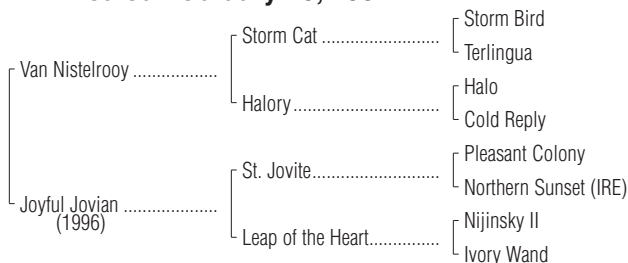 Storm Bird
Storm Cat
Terlingua
Van Nistelrooy
Halo
Halory
Cold Reply
Pleasant Colony
St. Jovite
Northern Sunset (IRE)
Joyful Jovian
(1996)
Nijinsky II
Leap of the Heart
Ivory Wand